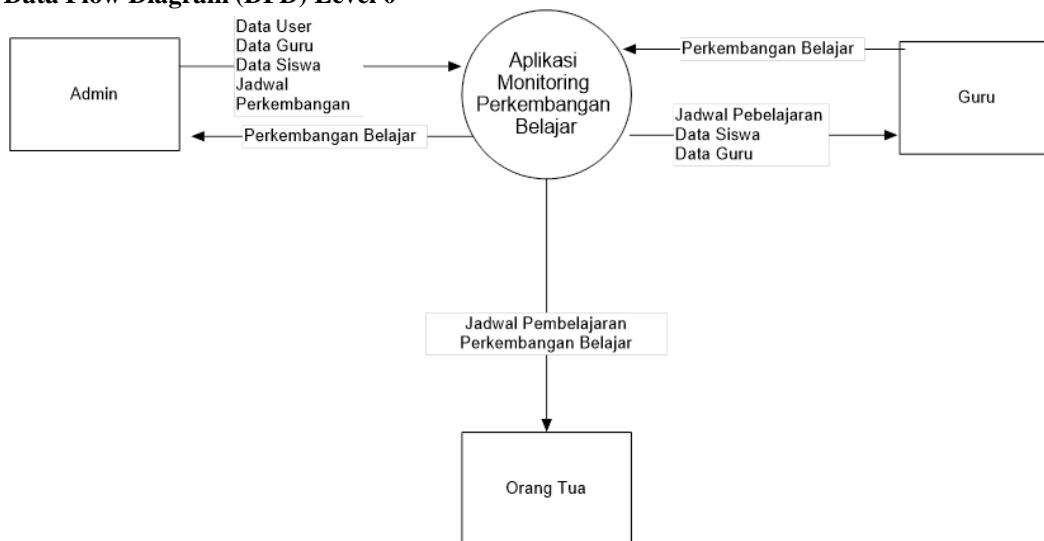 Data Flow Diagram (DFD) Level 0
Admin
Data User
Data Guru
Data Siswa
Jadwal
Perkembangan
Perkembangan Belajar
Aplikasi
Monitoring
Perkembangan
Belajar
Perkembangan Belajar
Jadwal Pebelajaran
Data Siswa
Data Guru
Guru
Jadwal Pembelajaran
Perkembangan Belajar
Orang Tua